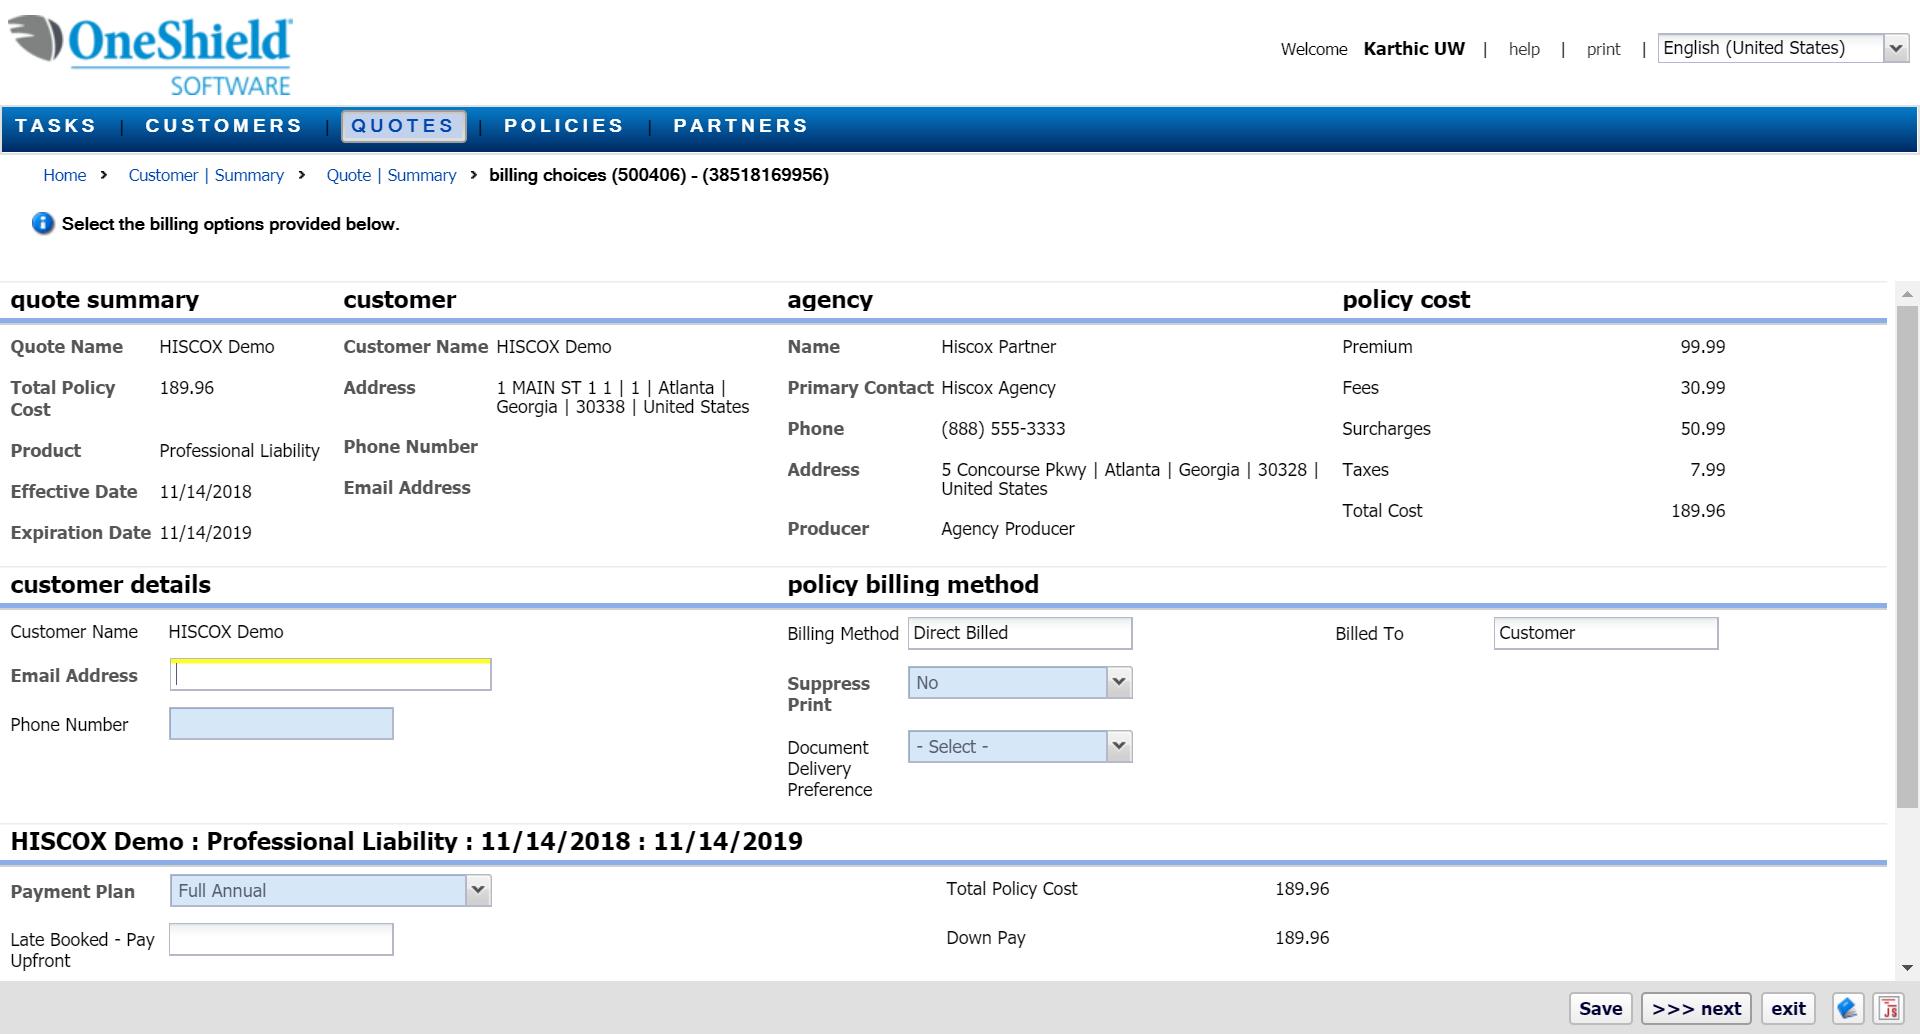 OneShield
SOFTWARE
Welcome Karthic UW | help | print | English (United States)
TASKS | CUSTOMERS | QUOTES | POLICIES | PARTNERS
Home › Customer | Summary › Quote | Summary › billing choices (500406) - (38518169956)
Select the billing options provided below.
quote summary
Quote Name HISCOX Demo
Total Policy 189.96
Cost
Product Professional Liability
Effective Date 11/14/2018
Expiration Date 11/14/2019
customer
Customer Name HISCOX Demo
Address 1 MAIN ST 1 1 | 1 | Atlanta |
Georgia | 30338 | United States
Phone Number
Email Address
agency
Name Hiscox Partner
Primary Contact Hiscox Agency
Phone (888) 555-3333
Address 5 Concourse Pkwy | Atlanta | Georgia | 30328 |
United States
Producer Agency Producer
policy cost
Premium 99.99
Fees 30.99
Surcharges 50.99
Taxes 7.99
Total Cost 189.96
customer details
Customer Name HISCOX Demo
Email Address
Phone Number
policy billing method
Billing Method Direct Billed
Billed To Customer
Suppress No
Print
Document - Select -
Delivery
Preference
HISCOX Demo : Professional Liability : 11/14/2018 : 11/14/2019
Payment Plan Full Annual
Late Booked - Pay
Upfront
Total Policy Cost 189.96
Down Pay 189.96
Save >>> next exit JS